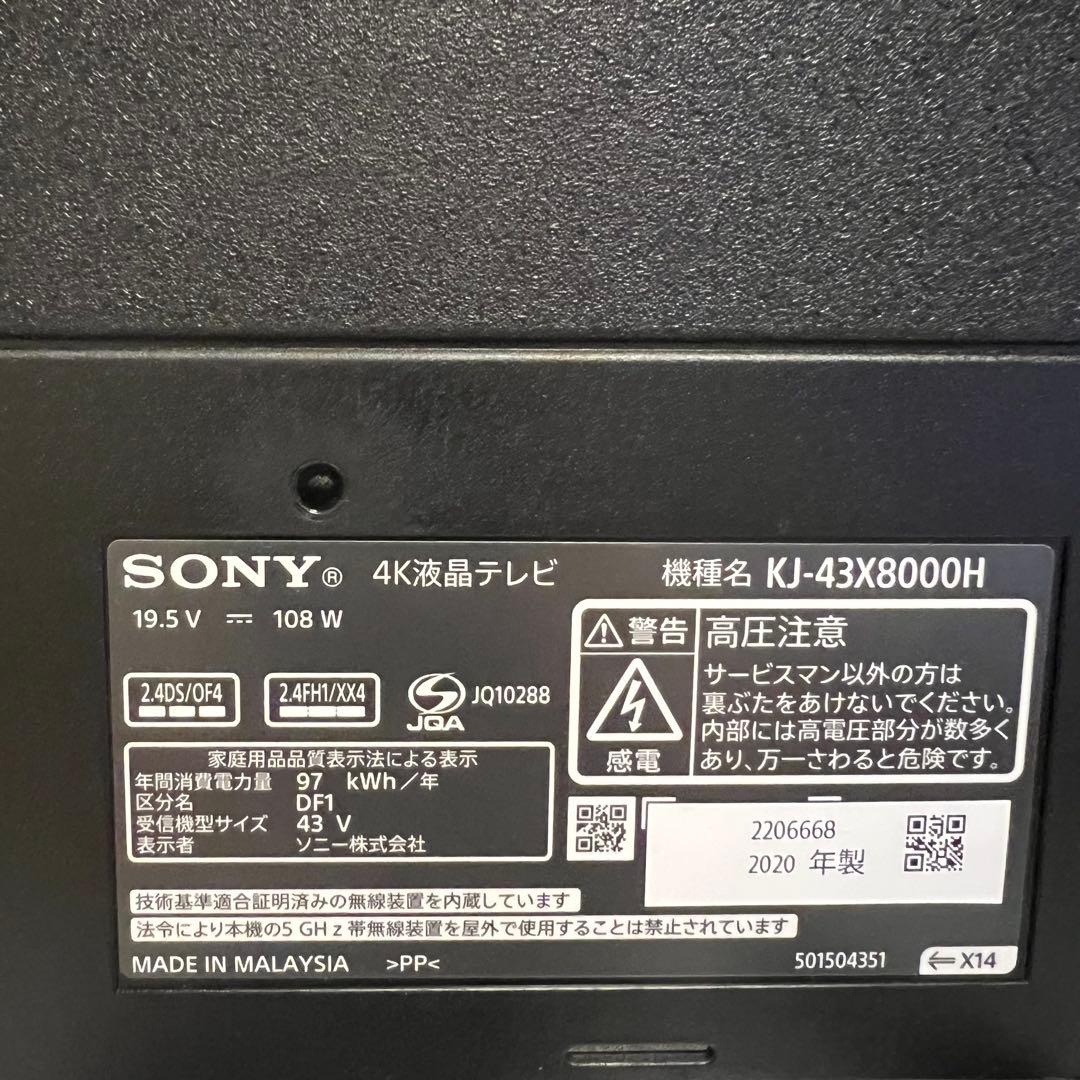 SONY® 4K液晶テレビ 機種名 KJ-43X8000H
19.5 V ⎓ 108 W
2.4DS/OF4 2.4FH1/XX4 JQA JQ10288
⚠警告 高圧注意
感電
サービスマン以外の方は
裏ぶたをあけないでください。
内部には高電圧部分が数多く
あり、万一さわると危険です。
家庭用品品質表示法による表示
年間消費電力量 97 kWh/年
区分名 DF1
受信機型サイズ 43 V
表示者 ソニー株式会社
2206668
2020 年製
技術基準適合証明済みの無線装置を内蔵しています
法令により本機の5 GHz帯無線装置を屋外で使用することは禁止されています
MADE IN MALAYSIA >PP< 501504351 ⇐X14